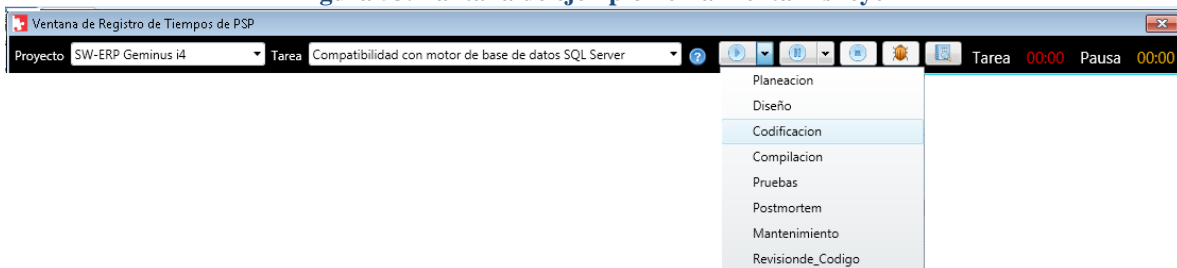 Ventana de Registro de Tiempos de PSP
Proyecto SW-ERP Geminus i4 Tarea Compatibilidad con motor de base de datos SQL Server Tarea 00:00 Pausa 00:00
Planeacion
Diseño
Codificacion
Compilacion
Pruebas
Postmortem
Mantenimiento
Revisionde_Codigo